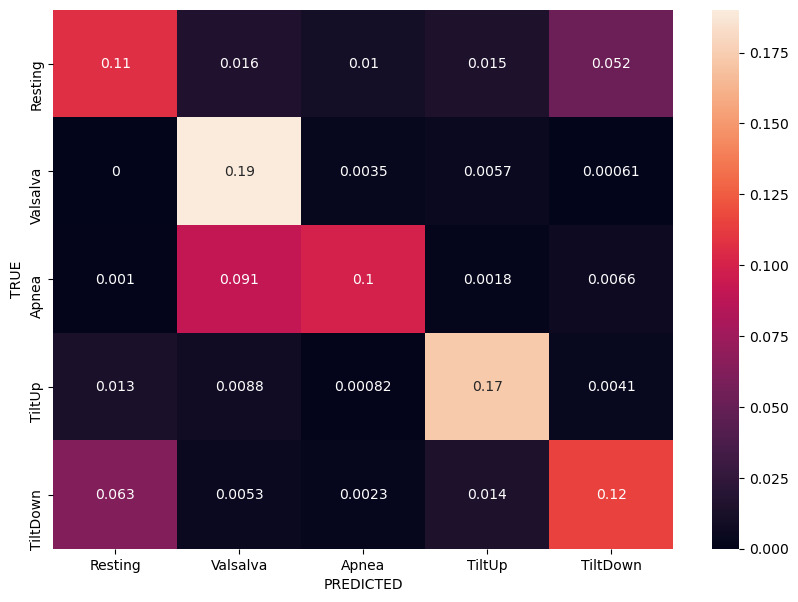 TRUE
Resting 0.11 0.016 0.01 0.015 0.052
Valsalva 0 0.19 0.0035 0.0057 0.00061
Apnea 0.001 0.091 0.1 0.0018 0.0066
TiltUp 0.013 0.0088 0.00082 0.17 0.0041
TiltDown 0.063 0.0053 0.0023 0.014 0.12
Resting Valsalva Apnea TiltUp TiltDown
PREDICTED
0.175
0.150
0.125
0.100
0.075
0.050
0.025
0.000